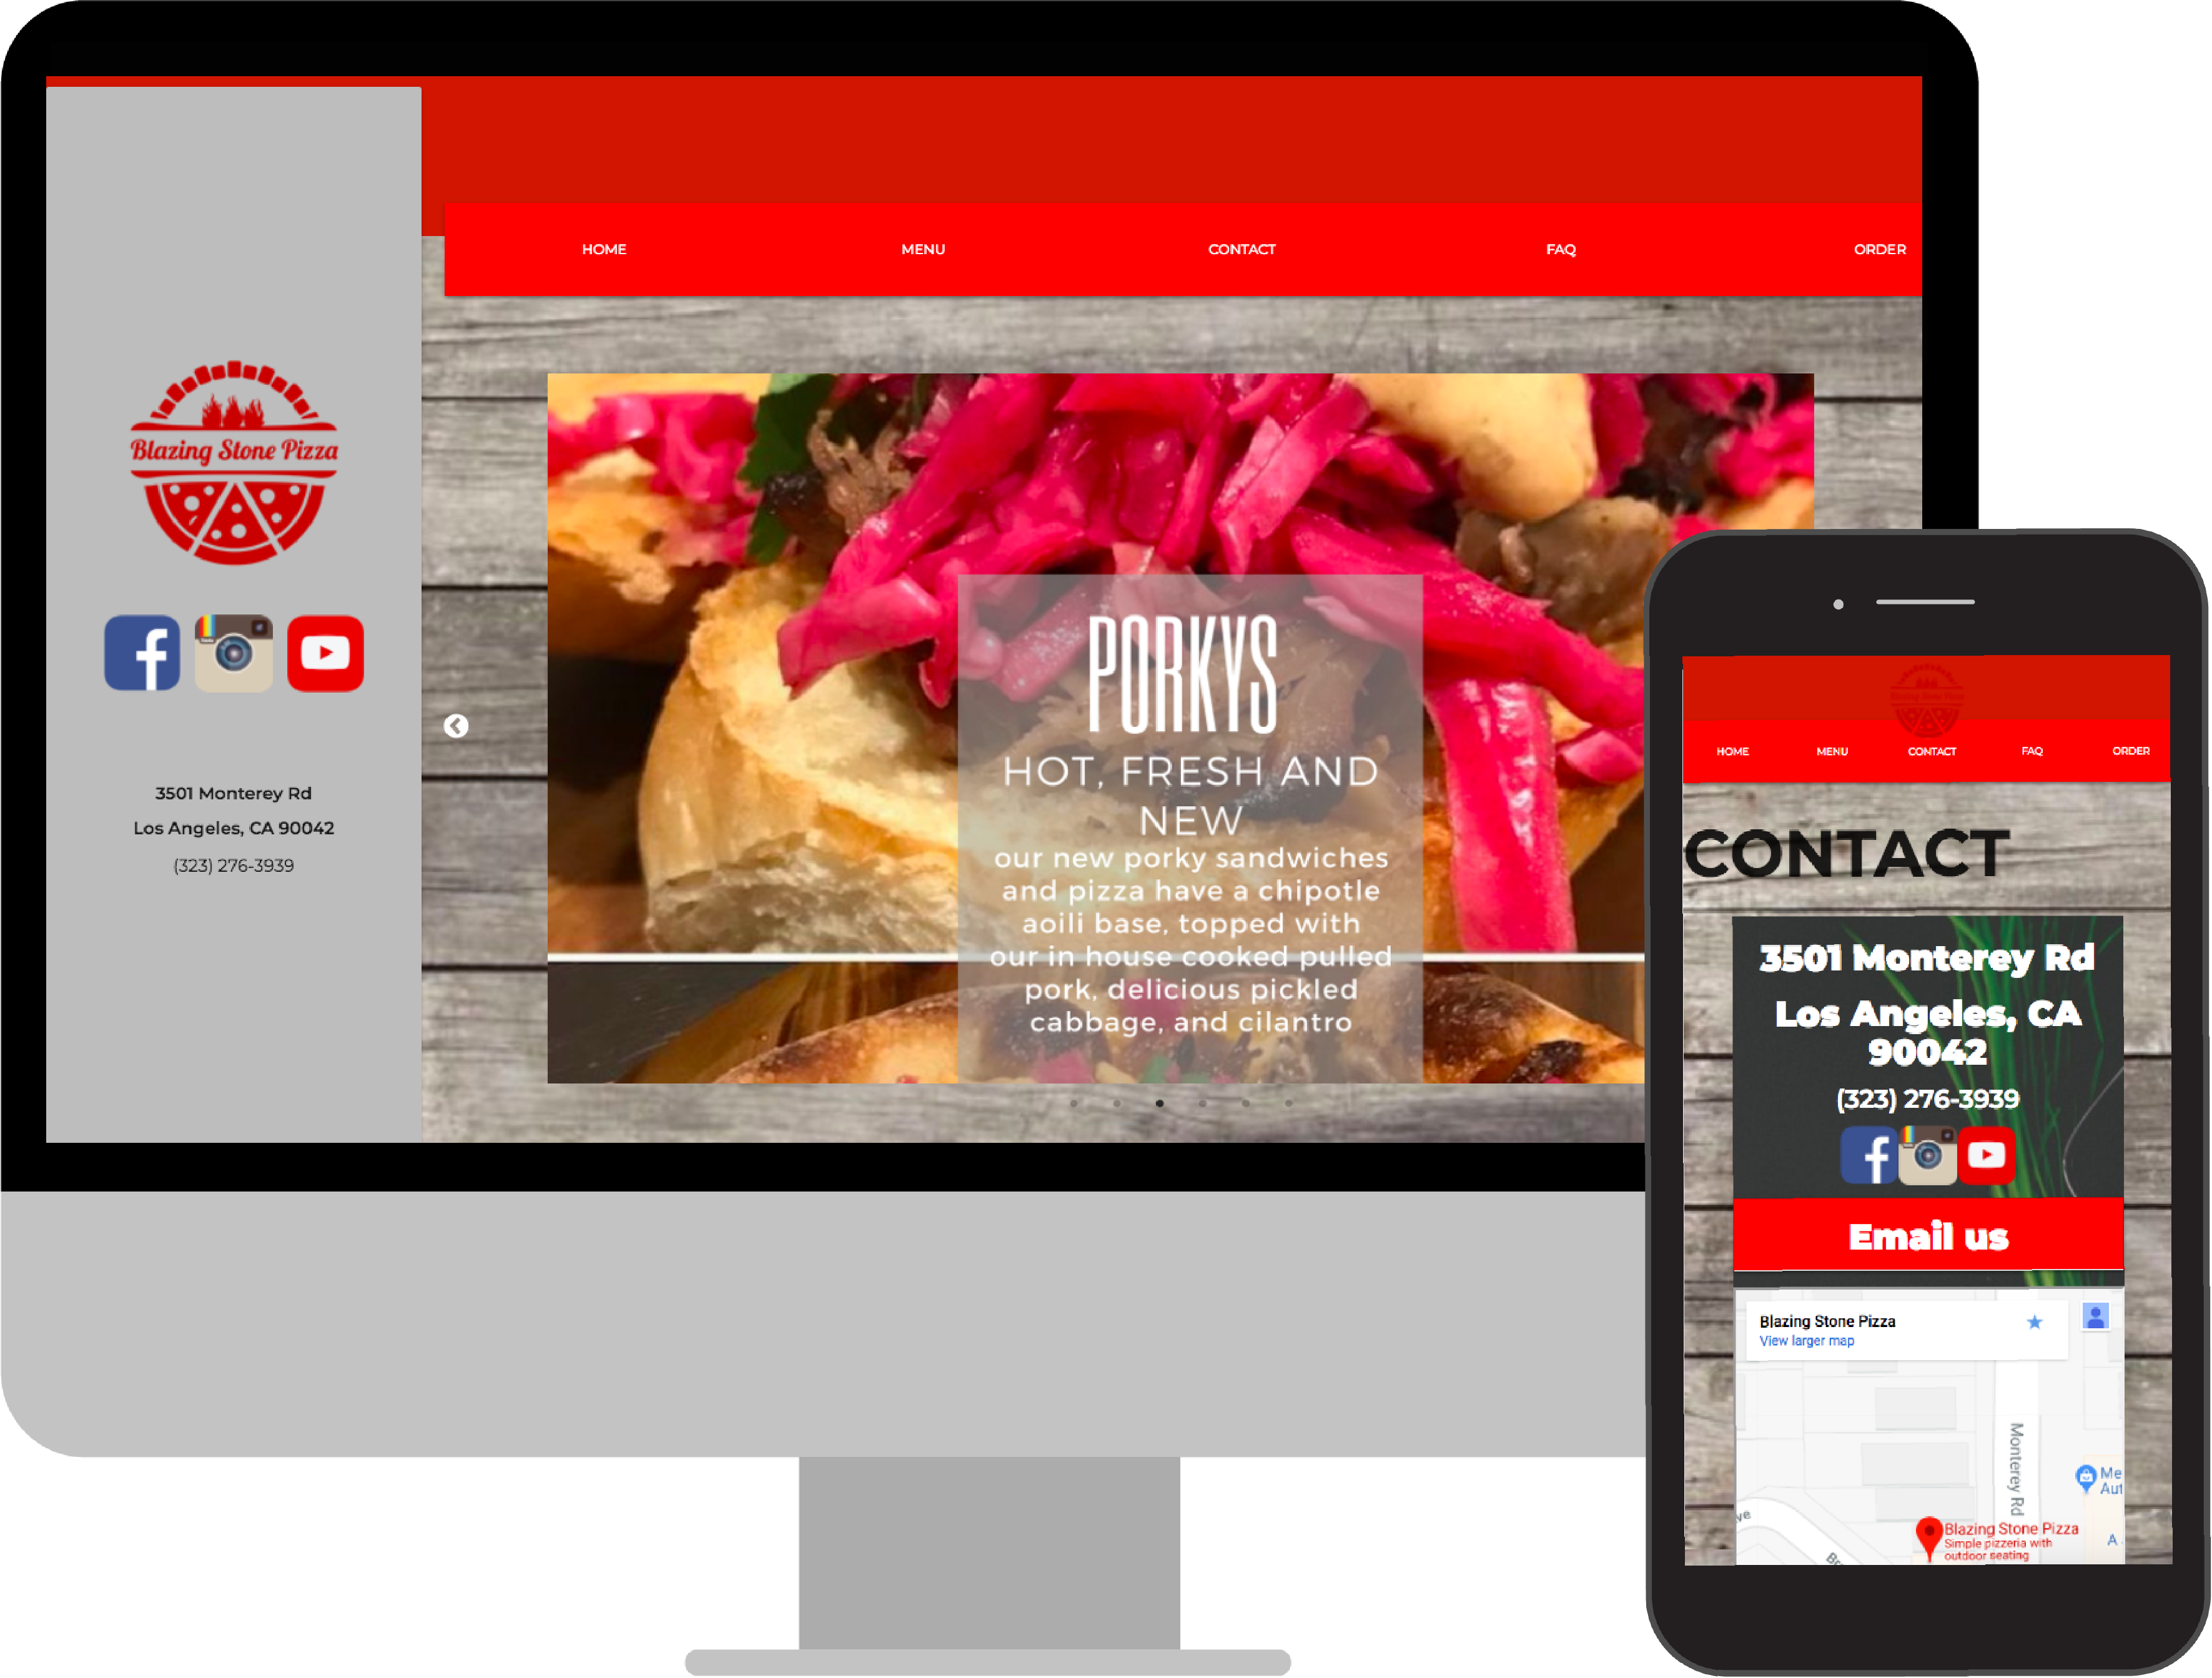 HOME
MENU
CONTACT
FAQ
ORDER
Blazing Stone Pizza
3501 Monterey Rd
Los Angeles, CA 90042
(323) 276-3939
PORKYS
HOT, FRESH AND
NEW
our new porky sandwiches
and pizza have a chipotle
aoili base, topped with
our in house cooked pulled
pork, delicious pickled
cabbage, and cilantro
HOME
MENU
CONTACT
FAQ
ORDER
CONTACT
3501 Monterey Rd
Los Angeles, CA
90042
(323) 276-3939
Email us
Blazing Stone Pizza
View larger map
Monterey Rd
Me
Aut
Blazing Stone Pizza
Simple pizzeria with
outdoor seating
A